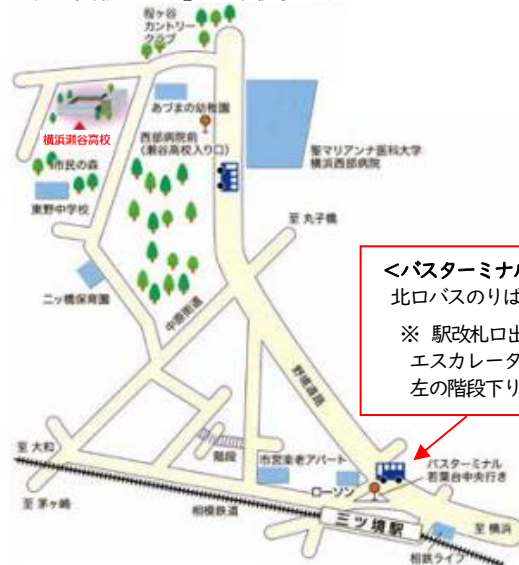 程ヶ谷
カントリー
クラブ
あづまの幼稚園
横浜瀬谷高校
西部病院前
(瀬谷高校入り口)
聖マリアンナ医科大学
横浜西部病院
市民の森
東野中学校
至 丸子橋
二ッ橋保育園
中原街道
<バスターミナル
北口バスのりば
※ 駅改札口出
エスカレータ
左の階段下り
野境道路
階段
市営楽老アパート
至 大和
バスターミナル
若葉台中央行き
ローソン
至 茅ヶ崎
相模鉄道
三ツ境駅
至 横浜
相鉄ライフ